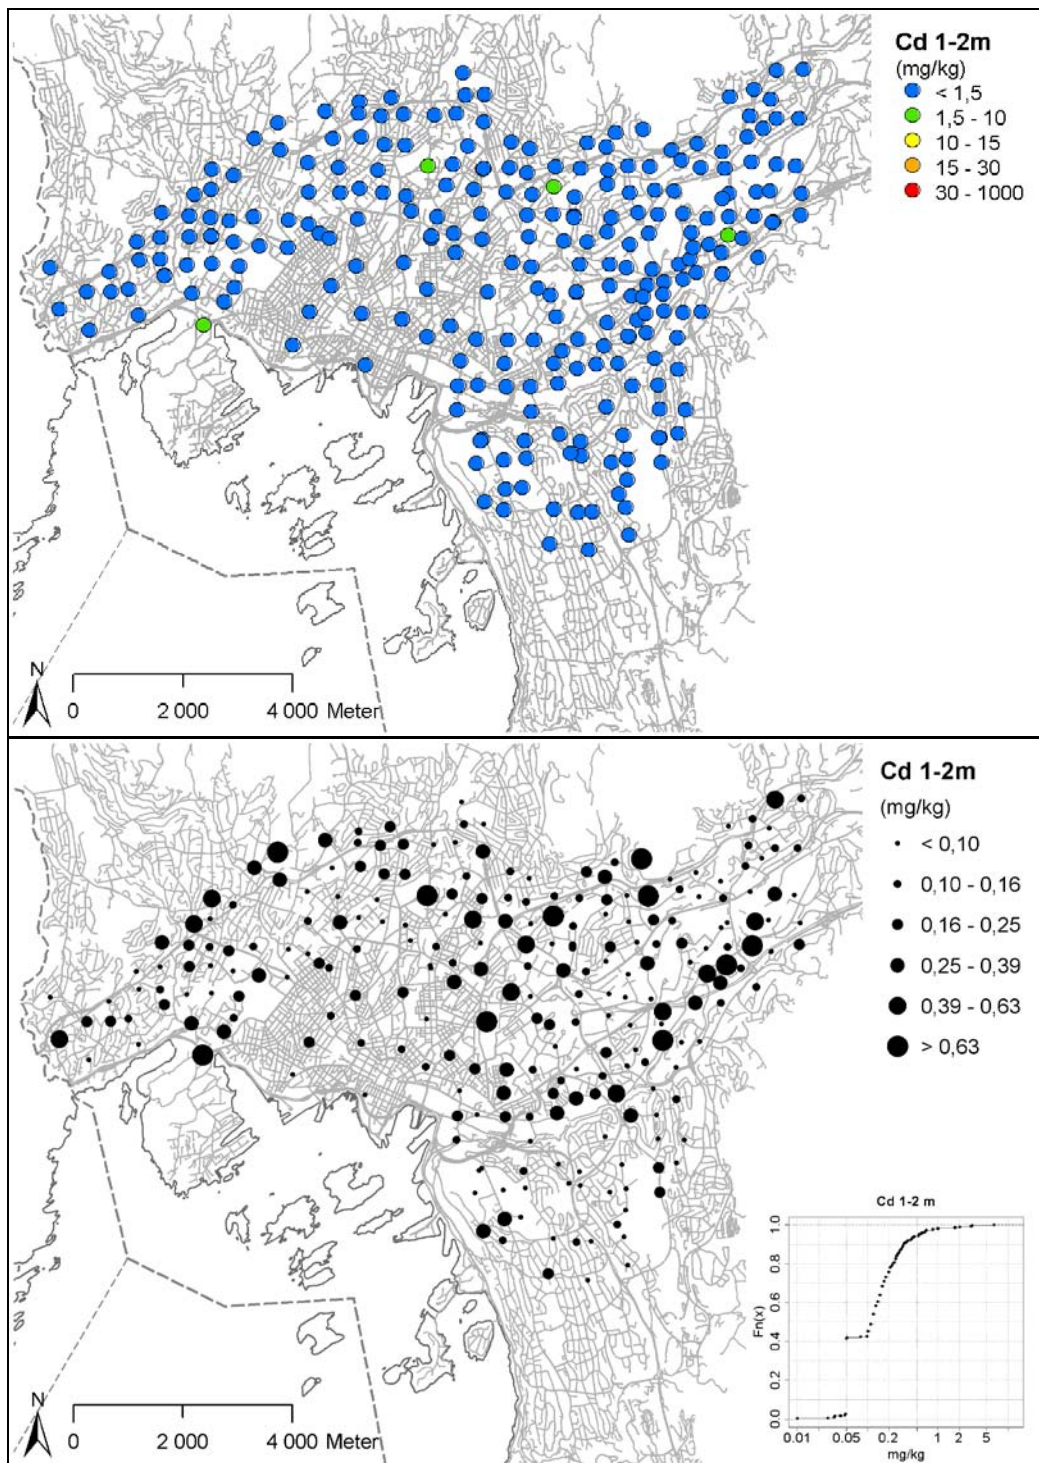 Cd 1-2m
(mg/kg)
< 1,5
1,5 - 10
10 - 15
15 - 30
30 - 1000
N
0 2 000 4 000 Meter
Cd 1-2m
(mg/kg)
< 0,10
0,10 - 0,16
0,16 - 0,25
0,25 - 0,39
0,39 - 0,63
> 0,63
N
0 2 000 4 000 Meter
Cd 1-2 m
Fn(x)
1.0
0.8
0.6
0.4
0.2
0.0
0.01 0.05 0.2 1 2 5
mg/kg